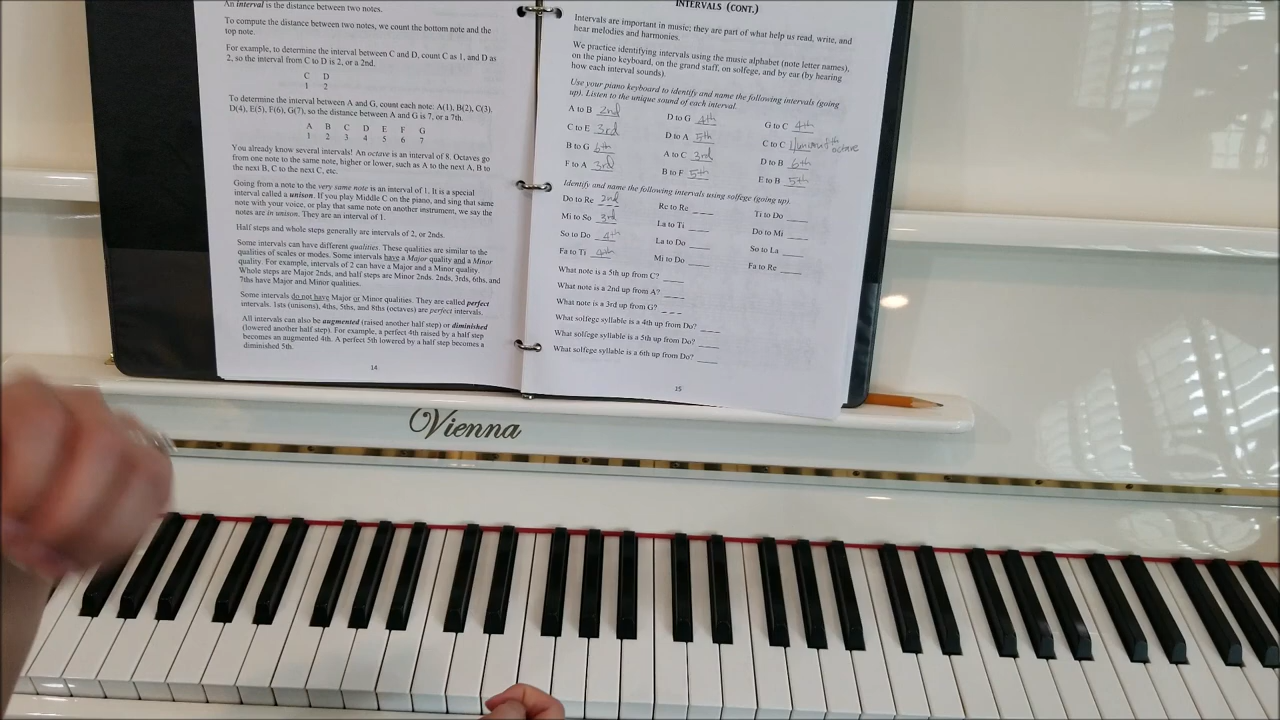 An interval is the distance between two notes.
To compute the distance between two notes, we count the bottom note and the
top note.
For example, to determine the interval between C and D, count C as 1, and D as
2, so the interval from C to D is 2, or a 2nd.
C D
1 2
To determine the interval between A and G, count each note: A(1), B(2), C(3),
D(4), E(5), F(6), G(7), so the distance between A and G is 7, or a 7th.
A B C D E F G
1 2 3 4 5 6 7
You already know several intervals! An octave is an interval of 8. Octaves go
from one note to the same note, higher or lower, such as A to the next A, B to
the next B, C to the next C, etc.
Going from a note to the very same note is an interval of 1. It is a special
interval called a unison. If you play Middle C on the piano, and sing that same
note with your voice, or play that same note on another instrument, we say the
notes are in unison. They are an interval of 1.
Half steps and whole steps generally are intervals of 2, or 2nds.
Some intervals can have different qualities. These qualities are similar to the
qualities of scales or modes. Some intervals have a Major quality and a Minor
quality. For example, intervals of 2 can have a Major and a Minor quality.
Whole steps are Major 2nds, and half steps are Minor 2nds. 2nds, 3rds, 6ths, and
7ths have Major and Minor qualities.
Some intervals do not have Major or Minor qualities. They are called perfect
intervals. 1sts (unisons), 4ths, 5ths, and 8ths (octaves) are perfect intervals.
All intervals can also be augmented (raised another half step) or diminished
(lowered another half step). For example, a perfect 4th raised by a half step
becomes an augmented 4th. A perfect 5th lowered by a half step becomes a
diminished 5th.
14
INTERVALS (CONT.)
Intervals are important in music; they are part of what help us read, write, and
hear melodies and harmonies.
We practice identifying intervals using the music alphabet (note letter names),
on the piano keyboard, on the grand staff, on solfege, and by ear (by hearing
how each interval sounds).
Use your piano keyboard to identify and name the following intervals (going
up). Listen to the unique sound of each interval.
A to B 2nd D to G 4th G to C 4th
C to E 3rd D to A 5th C to C 1/unison 8th octave
B to G 6th A to C 3rd D to B 6th
F to A 3rd B to F 5th E to B 5th
Identify and name the following intervals using solfege (going up).
Do to Re 2nd Re to Re ____ Ti to Do ____
Mi to So 3rd La to Ti ____ Do to Mi ____
So to Do 4th La to Do ____ So to La ____
Fa to Ti 4th Mi to Do ____ Fa to Re ____
What note is a 5th up from C? ____
What note is a 2nd up from A? ____
What note is a 3rd up from G? ____
What solfege syllable is a 4th up from Do? ____
What solfege syllable is a 5th up from Do? ____
What solfege syllable is a 6th up from Do? ____
15
Vienna